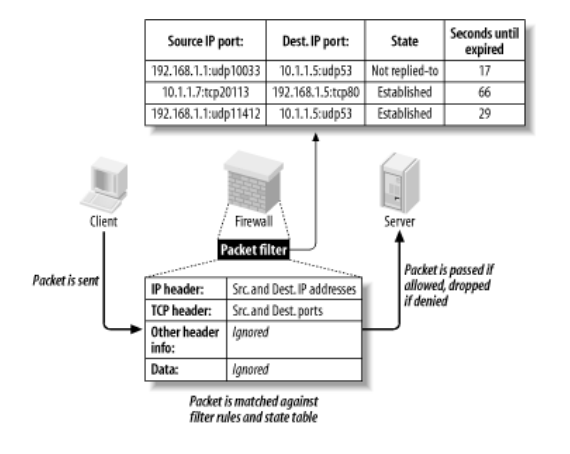 Source IP port: Dest. IP port: State Seconds until
expired
192.168.1.1:udp10033 10.1.1.5:udp53 Not replied-to 17
10.1.1.7:tcp20113 192.168.1.5:tcp80 Established 66
192.168.1.1:udp11412 10.1.1.5:udp53 Established 29
Client
Firewall
Server
Packet filter
Packet is sent
Packet is passed if
allowed, dropped
if denied
IP header: Src. and Dest. IP addresses
TCP header: Src. and Dest. ports
Other header Ignored
info:
Data: Ignored
Packet is matched against
filter rules and state table